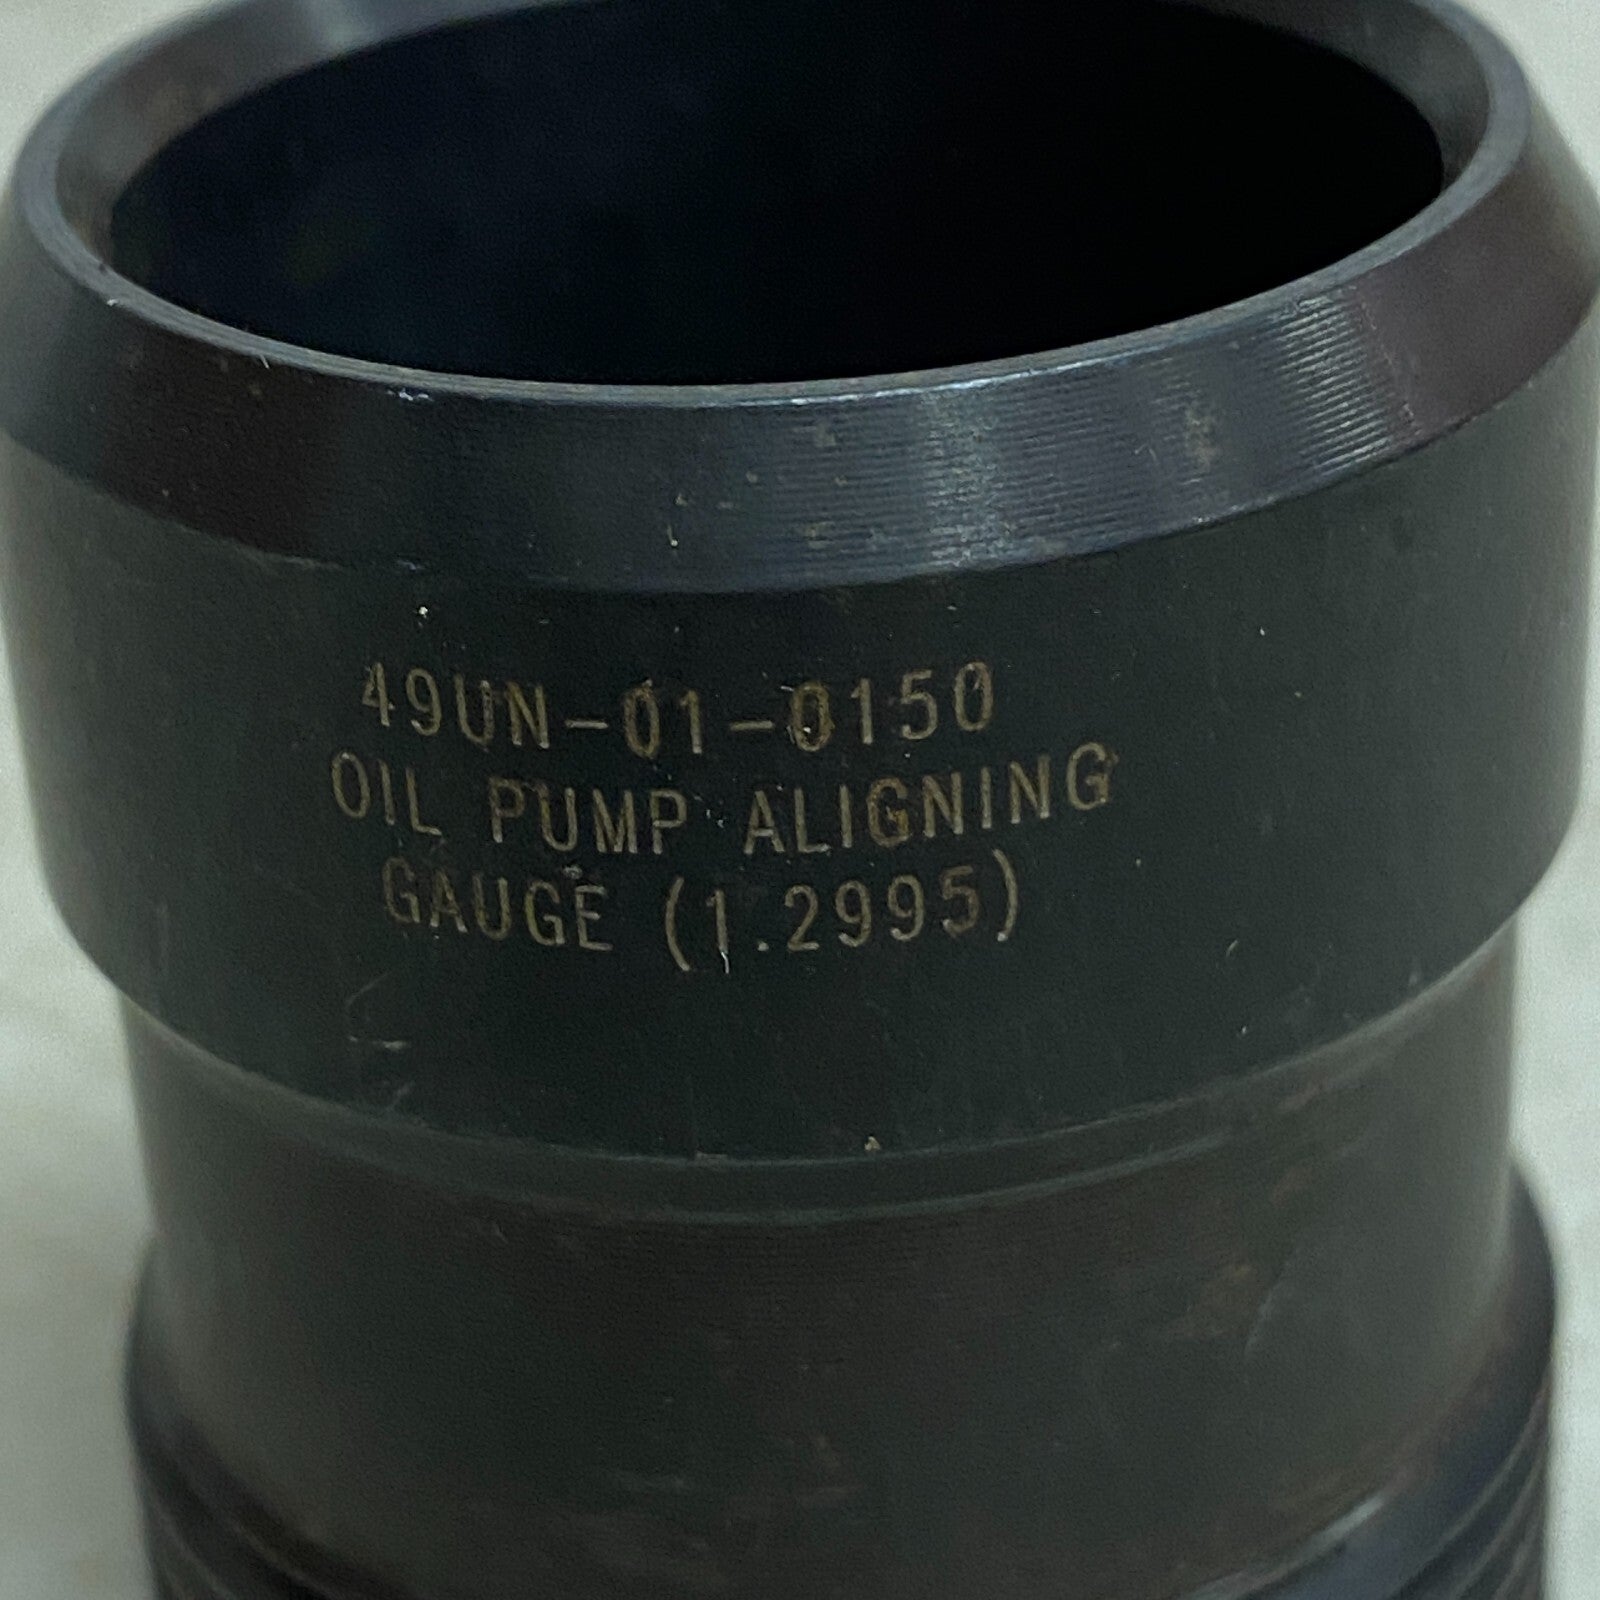 49UN-01-0150
OIL PUMP ALIGNING
GAUGE (1.2995)